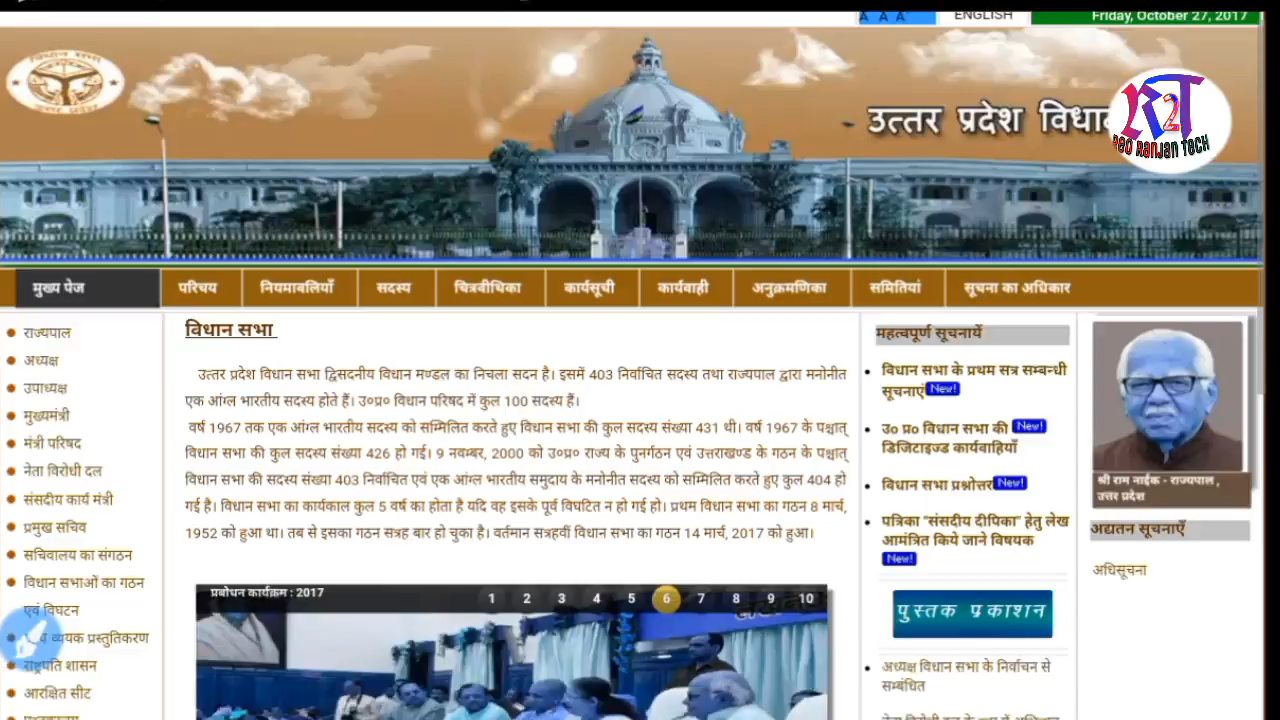 A A A
ENGLISH
Friday, October 27, 2017
उत्तर प्रदेश
R2T
RANJAN TECH
मुख्य पेज
परिचय
नियमाबलियाँ
सदस्य
चित्रवीथिका
कार्यसूची
कार्यवाही
अनुक्रमणिका
समितियां
सूचना का अधिकार
राज्यपाल
अध्यक्ष
उपाध्यक्ष
मुख्यमंत्री
मंत्री परिषद
नेता विरोधी दल
संसदीय कार्य मंत्री
प्रमुख सचिव
सचिवालय का संगठन
विधान सभाओं का गठन
एवं विघटन
प्रस्तुतिकरण
राष्ट्रपति शासन
आरक्षित सीट
विधान सभा
उत्तर प्रदेश विधान सभा द्विसदनीय विधान मण्डल का निचला सदन है। इसमें 403 निर्वाचित सदस्य तथा राज्यपाल द्वारा मनोनीत
एक आंग्ल भारतीय सदस्य होते हैं। उ०प्र० विधान परिषद में कुल 100 सदस्य हैं।
वर्ष 1967 तक एक आंग्ल भारतीय सदस्य को सम्मिलित करते हुए विधान सभा की कुल सदस्य संख्या 431 थी। वर्ष 1967 के पश्चात्
विधान सभा की कुल सदस्य संख्या 426 हो गई। 9 नवम्बर, 2000 को उ०प्र० राज्य के पुनर्गठन एवं उत्तराखण्ड के गठन के पश्चात्
विधान सभा की सदस्य संख्या 403 निर्वाचित एवं एक आंग्ल भारतीय समुदाय के मनोनीत सदस्य को सम्मिलित करते हुए कुल 404 हो
गई है। विधान सभा का कार्यकाल कुल 5 वर्ष का होता है यदि वह इसके पूर्व विघटित न हो गई हो। प्रथम विधान सभा का गठन 8 मार्च,
1952 को हुआ था। तब से इसका गठन सत्रह बार हो चुका है। वर्तमान सत्रहवीं विधान सभा का गठन 14 मार्च, 2017 को हुआ।
प्रबोधन कार्यक्रम : 2017
1 2 3 4 5 6 7 8 9 10
महत्वपूर्ण सूचनायें
विधान सभा के प्रथम सत्र सम्बन्धी
सूचनाएं New!
उ० प्र० विधान सभा की New!
डिजिटाइज्ड कार्यवाहियाँ
विधान सभा प्रश्नोत्तर New!
पत्रिका "संसदीय दीपिका" हेतु लेख
आमंत्रित किये जाने विषयक
New!
पुस्तक प्रकाशन
अध्यक्ष विधान सभा के निर्वाचन से
सम्बंधित
श्री राम नाईक - राज्यपाल ,
उत्तर प्रदेश
अद्यतन सूचनाएँ
अधिसूचना